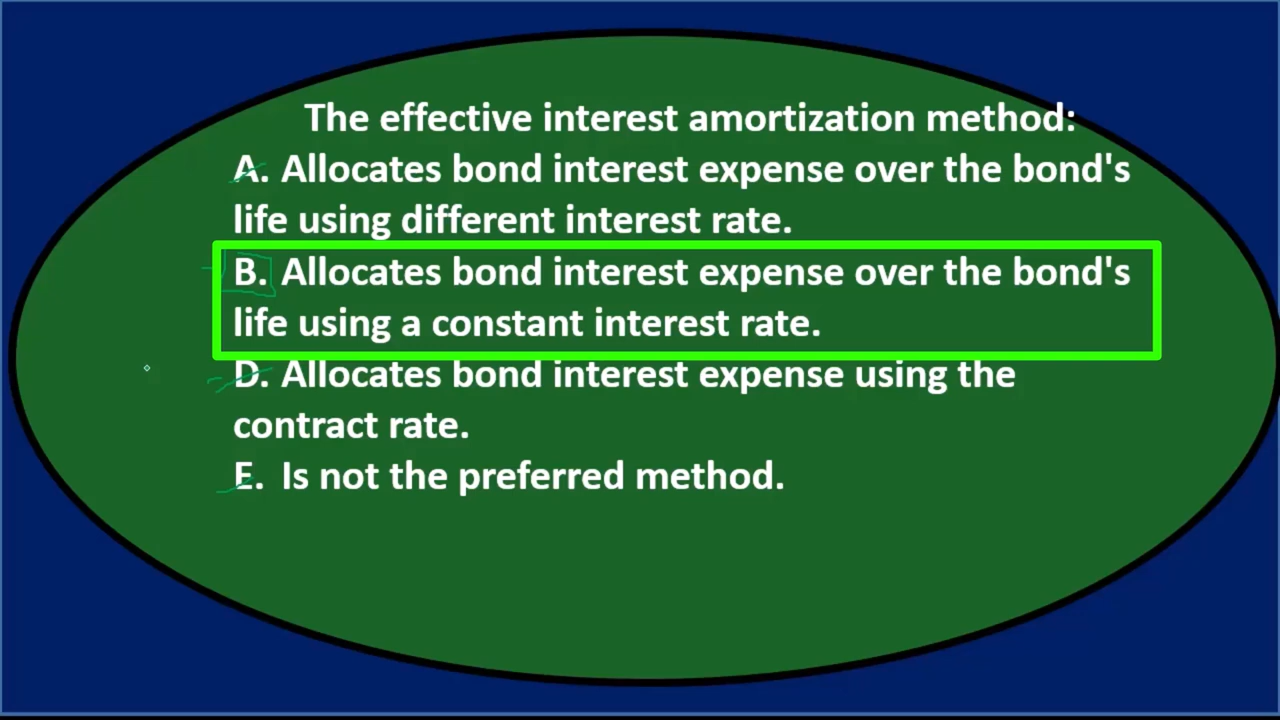 The effective interest amortization method:
A. Allocates bond interest expense over the bond's
life using different interest rate.
B. Allocates bond interest expense over the bond's
life using a constant interest rate.
D. Allocates bond interest expense using the
contract rate.
E. Is not the preferred method.